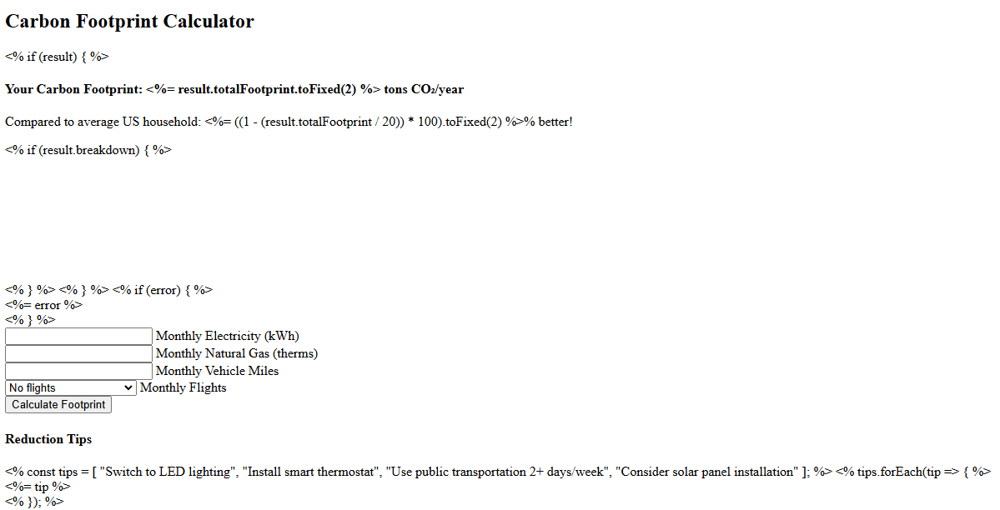 Carbon Footprint Calculator
<% if (result) { %>
Your Carbon Footprint: <%= result.totalFootprint.toFixed(2) %> tons CO₂/year
Compared to average US household: <%= ((1 - (result.totalFootprint / 20)) * 100).toFixed(2) %>% better!
<% if (result.breakdown) { %>
<% } %> <% } %> <% if (error) { %>
<%= error %>
<% } %>
Monthly Electricity (kWh)
Monthly Natural Gas (therms)
Monthly Vehicle Miles
No flights Monthly Flights
Calculate Footprint
Reduction Tips
<% const tips = [ "Switch to LED lighting", "Install smart thermostat", "Use public transportation 2+ days/week", "Consider solar panel installation" ]; %> <% tips.forEach(tip => { %>
<%= tip %>
<% }); %>